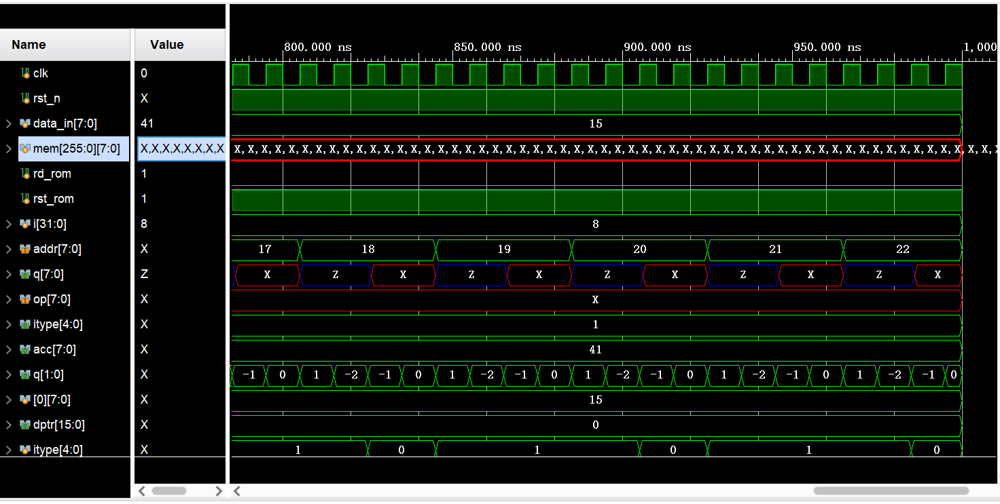 Name Value 800.000 ns 850.000 ns 900.000 ns 950.000 ns 1,000
clk 0
rst_n X
data_in[7:0] 41 15
mem[255:0][7:0] X,X,X,X,X,X,X,X X,X,X,X,X,X,X,X,X,X,X,X,X,X,X,X,X,X,X,X,X,X,X,X,X,X,X,X,X,X,X,X,X,X,X,X,X,X,X,X,X,X,X,X,X,X,X
rd_rom 1
rst_rom 1
i[31:0] 8 8
addr[7:0] X 17 18 19 20 21 22
q[7:0] Z X Z X Z X Z X Z X Z X
op[7:0] X X
itype[4:0] X 1
acc[7:0] X 41
q[1:0] X -1 0 1 -2 -1 0 1 -2 -1 0 1 -2 -1 0 1 -2 -1 0 1 -2 -1 0
[0][7:0] X 15
dptr[15:0] X 0
itype[4:0] X 1 0 1 0 1 0